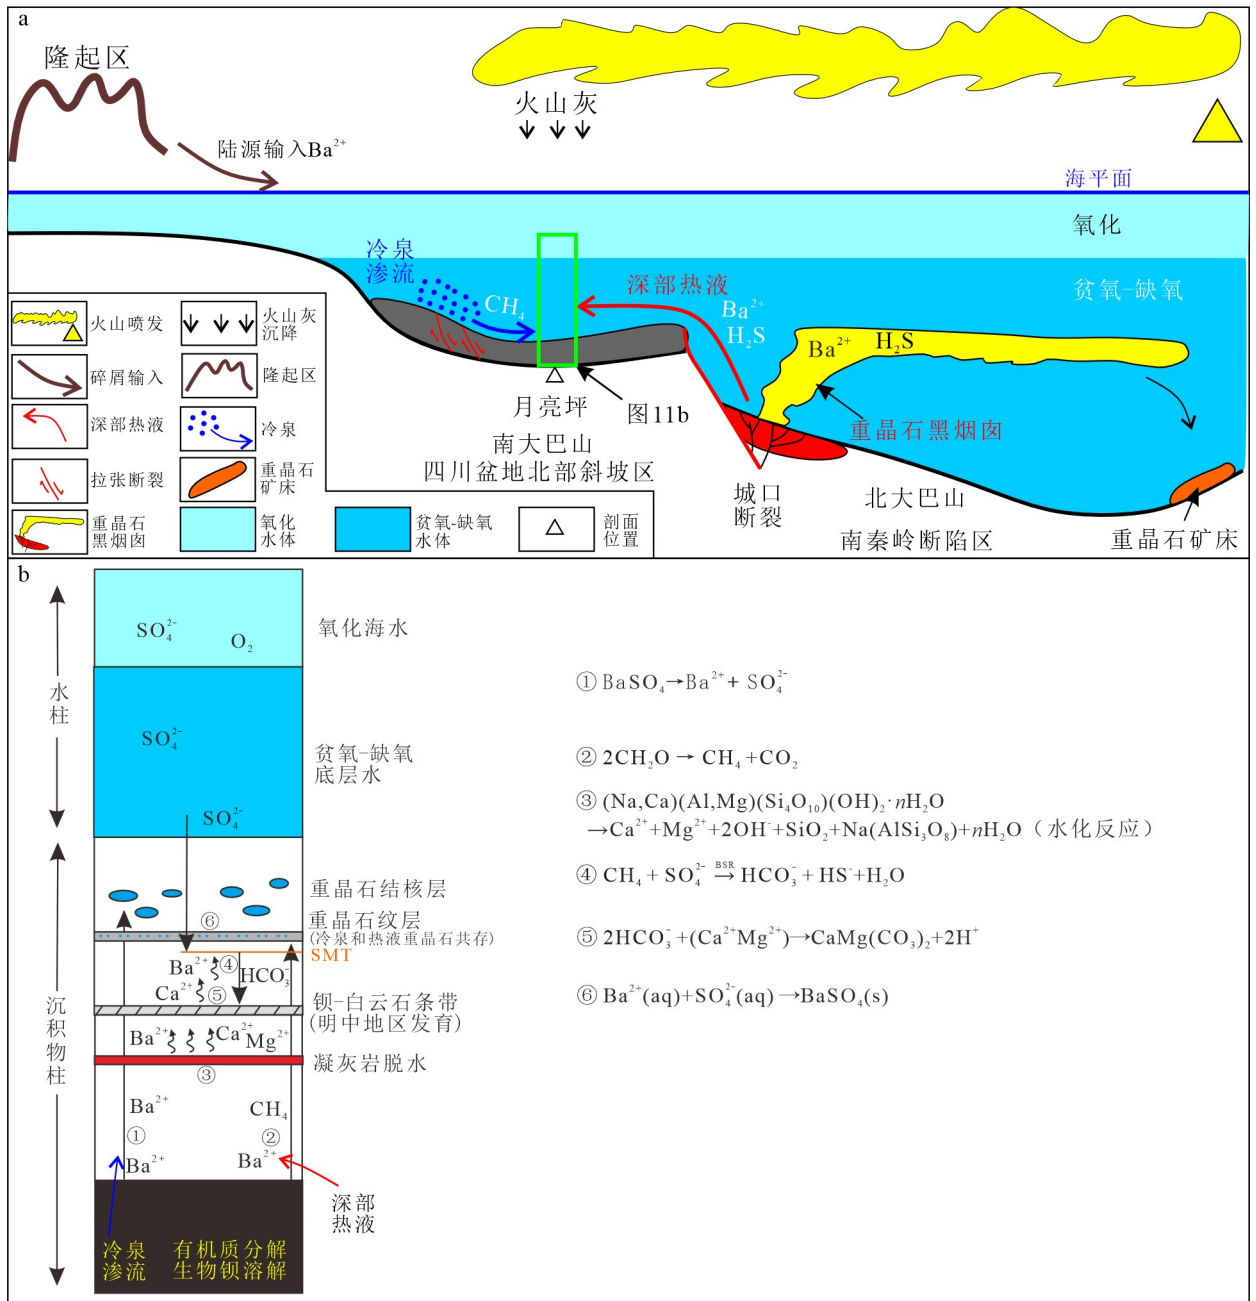 a
隆起区
火山灰
陆源输入Ba²⁺
海平面
氧化
冷泉
渗流
CH₄
深部热液
Ba²⁺
H₂S
贫氧-缺氧
Ba²⁺
H₂S
月亮坪
图11b
重晶石黑烟囱
南大巴山
四川盆地北部斜坡区
城口
断裂
北大巴山
南秦岭断陷区
重晶石矿床
火山喷发
火山灰
沉降
碎屑输入
隆起区
深部热液
冷泉
拉张断裂
重晶石
矿床
重晶石
黑烟囱
氧化
水体
贫氧-缺氧
水体
剖面
位置
b
水柱
沉积物柱
SO₄²⁻
O₂
氧化海水
SO₄²⁻
贫氧-缺氧
底层水
SO₄²⁻
重晶石结核层
⑥
重晶石纹层
(冷泉和热液重晶石共存)
SMT
Ba²⁺
④
HCO₃⁻
Ca²⁺
⑤
钡-白云石条带
(明中地区发育)
Ba²⁺
Ca²⁺
Mg²⁺
凝灰岩脱水
③
Ba²⁺
CH₄
①
②
Ba²⁺
Ba²⁺
深部
热液
冷泉
渗流
有机质分解
生物钡溶解
① BaSO₄→Ba²⁺+ SO₄²⁻
② 2CH₂O → CH₄+CO₂
③ (Na,Ca)(Al,Mg)(Si₄O₁₀)(OH)₂·nH₂O
→Ca²⁺+Mg²⁺+2OH⁻+SiO₂+Na(AlSi₃O₈)+nH₂O（水化反应）
④ CH₄ + SO₄²⁻ →(BSR) HCO₃⁻+ HS⁻+H₂O
⑤ 2HCO₃⁻+(Ca²⁺Mg²⁺)→CaMg(CO₃)₂+2H⁺
⑥ Ba²⁺(aq)+SO₄²⁻(aq) →BaSO₄(s)